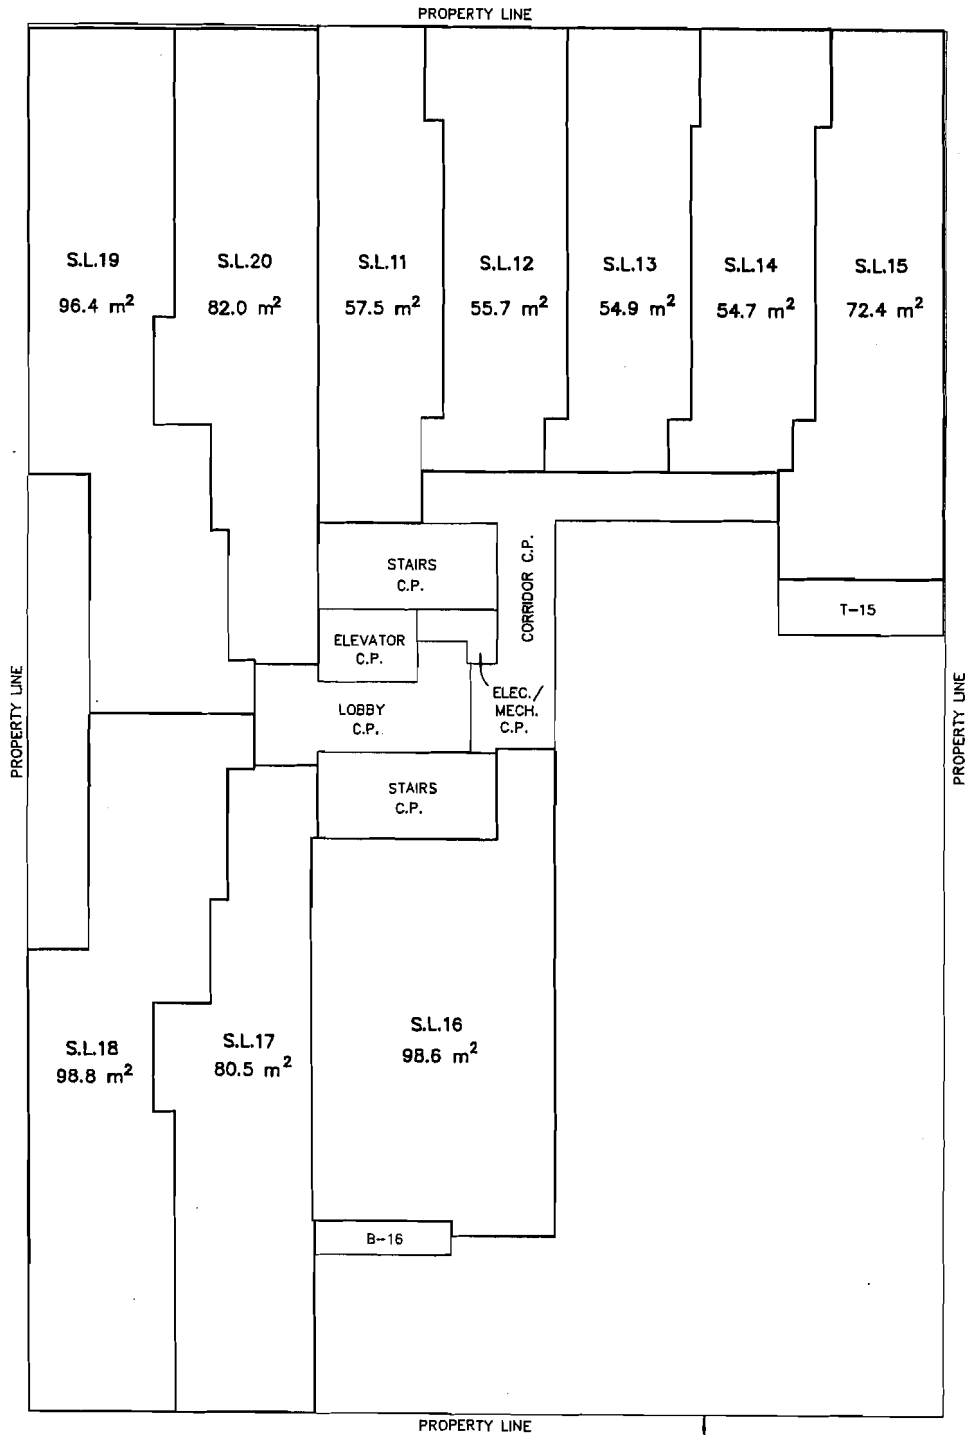 PROPERTY LINE
S.L.19
96.4 m²
S.L.20
82.0 m²
S.L.11
57.5 m²
S.L.12
55.7 m²
S.L.13
54.9 m²
S.L.14
54.7 m²
S.L.15
72.4 m²
STAIRS
C.P.
CORRIDOR C.P.
T-15
ELEVATOR
C.P.
ELEC./
MECH.
C.P.
LOBBY
C.P.
PROPERTY LINE
PROPERTY LINE
STAIRS
C.P.
S.L.18
98.8 m²
S.L.17
80.5 m²
S.L.16
98.6 m²
B-16
PROPERTY LINE